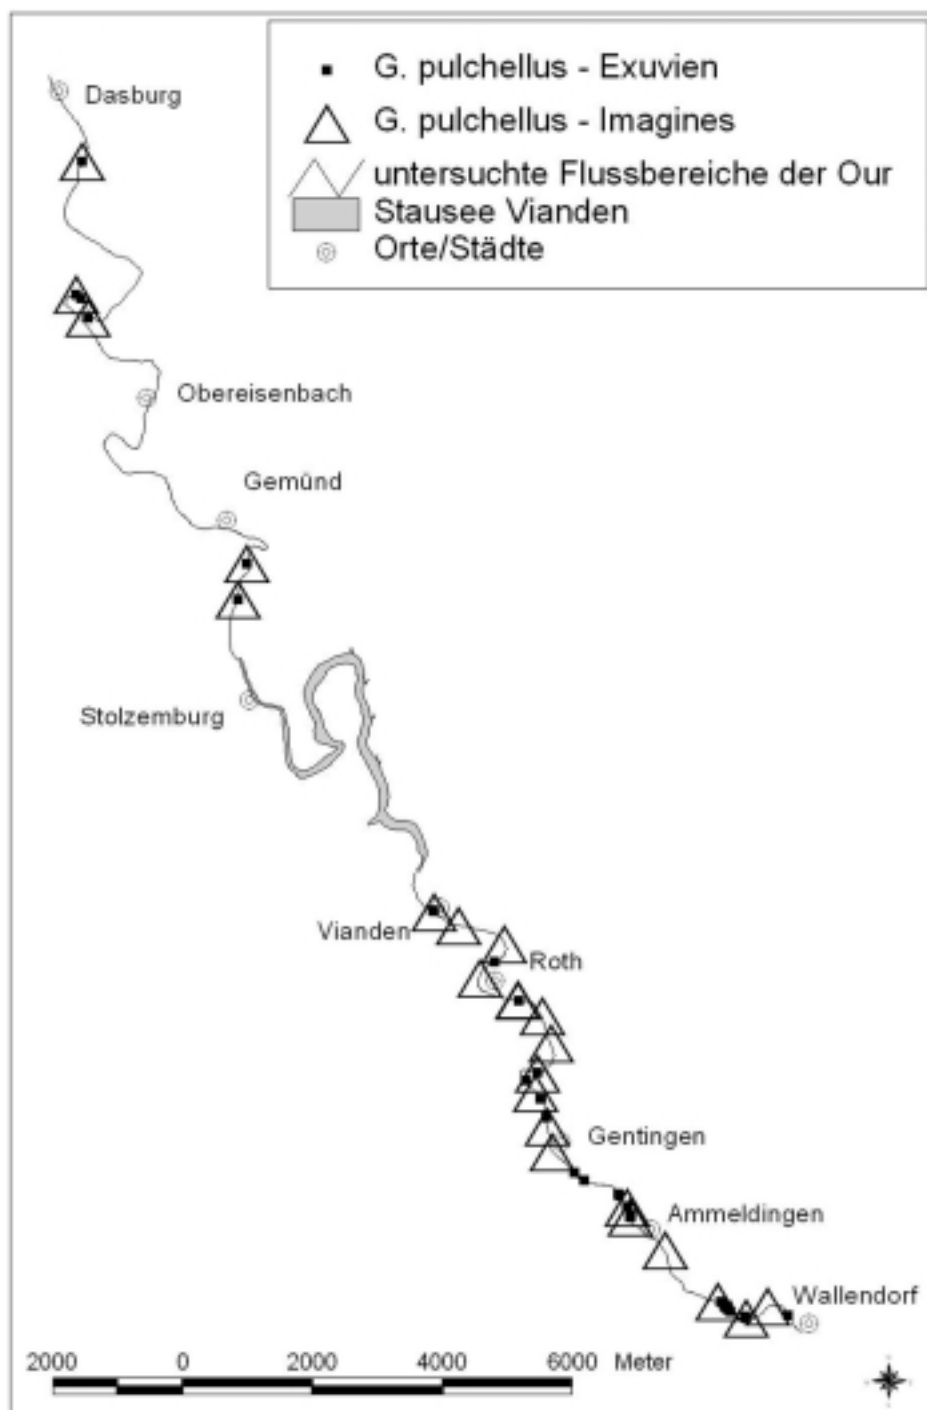 G. pulchellus - Exuvien
G. pulchellus - Imagines
untersuchte Flussbereiche der Our
Stausee Vianden
Orte/Städte
Dasburg
Obereisenbach
Gemünd
Stolzemburg
Vianden
Roth
Gentingen
Ammeldingen
Wallendorf
2000 0 2000 4000 6000 Meter